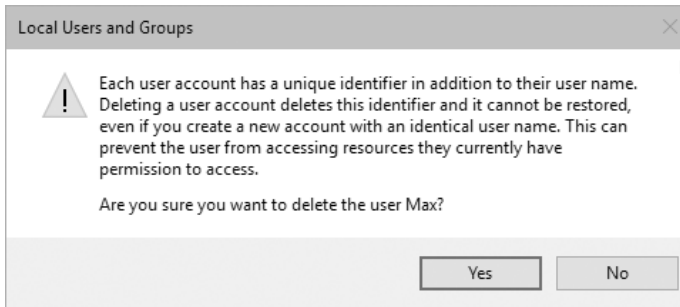 Local Users and Groups
Each user account has a unique identifier in addition to their user name.
Deleting a user account deletes this identifier and it cannot be restored,
even if you create a new account with an identical user name. This can
prevent the user from accessing resources they currently have
permission to access.
Are you sure you want to delete the user Max?
Yes
No